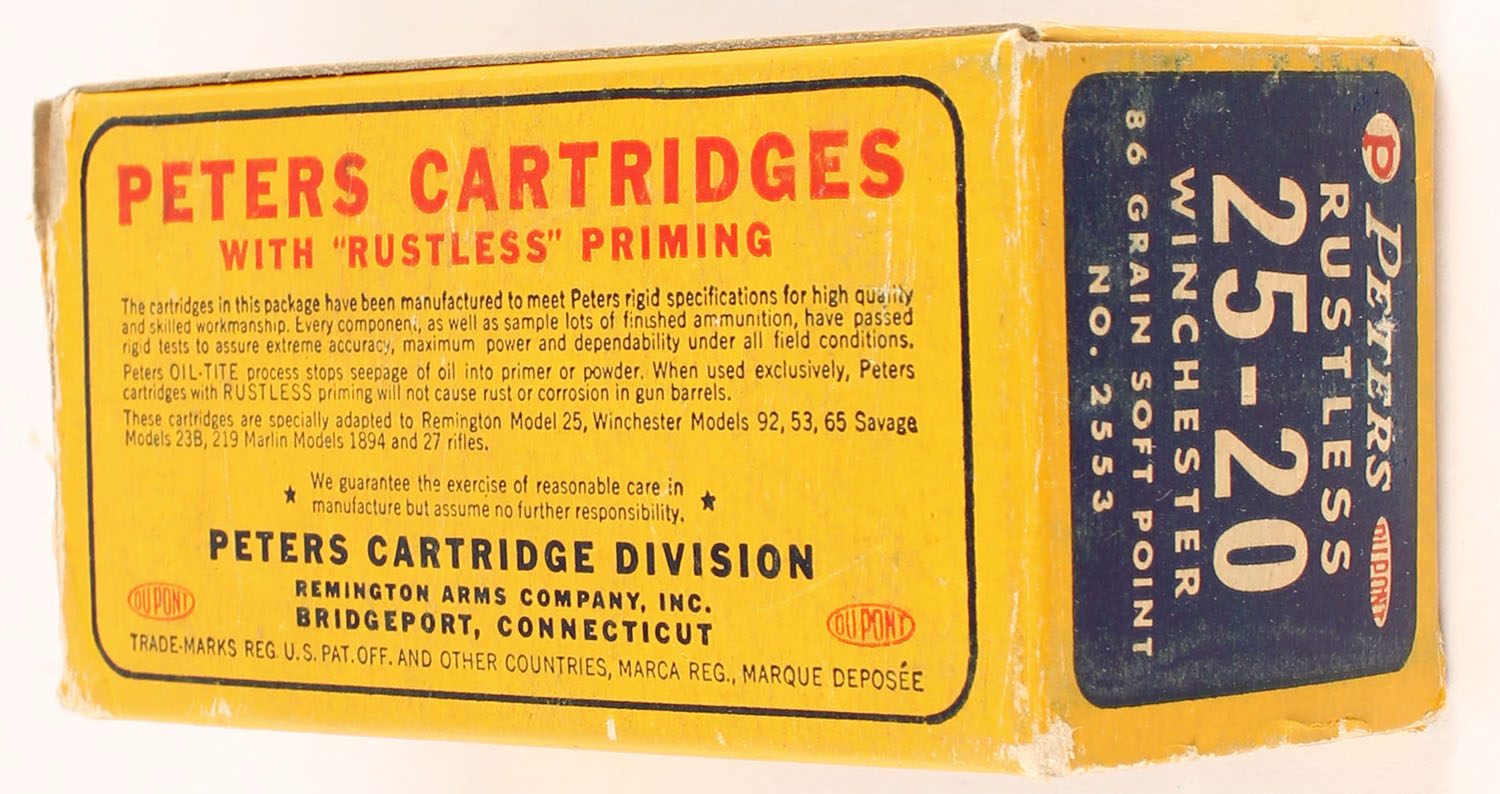 PETERS CARTRIDGES
WITH "RUSTLESS" PRIMING
The cartridges in this package have been manufactured to meet Peters rigid specifications for high quality
and skilled workmanship. Every component, as well as sample lots of finished ammunition, have passed
rigid tests to assure extreme accuracy, maximum power and dependability under all field conditions.
Peters OIL-TITE process stops seepage of oil into primer or powder. When used exclusively, Peters
cartridges with RUSTLESS priming will not cause rust or corrosion in gun barrels.
These cartridges are specially adapted to Remington Model 25, Winchester Models 92, 53, 65 Savage
Models 23B, 219 Marlin Models 1894 and 27 rifles.
★ We guarantee the exercise of reasonable care in ★
manufacture but assume no further responsibility.
PETERS CARTRIDGE DIVISION
REMINGTON ARMS COMPANY, INC.
BRIDGEPORT, CONNECTICUT
DU PONT
DU PONT
TRADE-MARKS REG. U.S. PAT. OFF. AND OTHER COUNTRIES, MARCA REG., MARQUE DEPOSÉE
P PETERS DU PONT
RUSTLESS
25-20
WINCHESTER
86 GRAIN SOFT POINT
NO. 2553